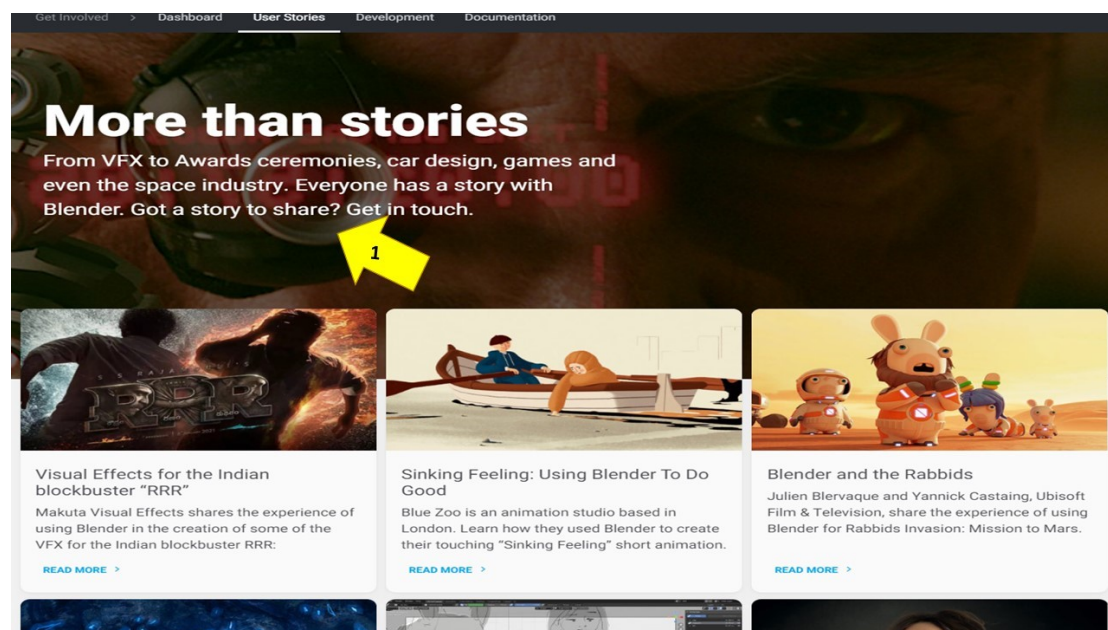 Get Involved > Dashboard User Stories Development Documentation
More than stories
From VFX to Awards ceremonies, car design, games and
even the space industry. Everyone has a story with
Blender. Got a story to share? Get in touch.
1
RRR
Visual Effects for the Indian
blockbuster “RRR”
Makuta Visual Effects shares the experience of
using Blender in the creation of some of the
VFX for the Indian blockbuster RRR:
READ MORE >
Sinking Feeling: Using Blender To Do
Good
Blue Zoo is an animation studio based in
London. Learn how they used Blender to create
their touching “Sinking Feeling” short animation.
READ MORE >
Blender and the Rabbids
Julien Blervaque and Yannick Castaing, Ubisoft
Film & Television, share the experience of using
Blender for Rabbids Invasion: Mission to Mars.
READ MORE >